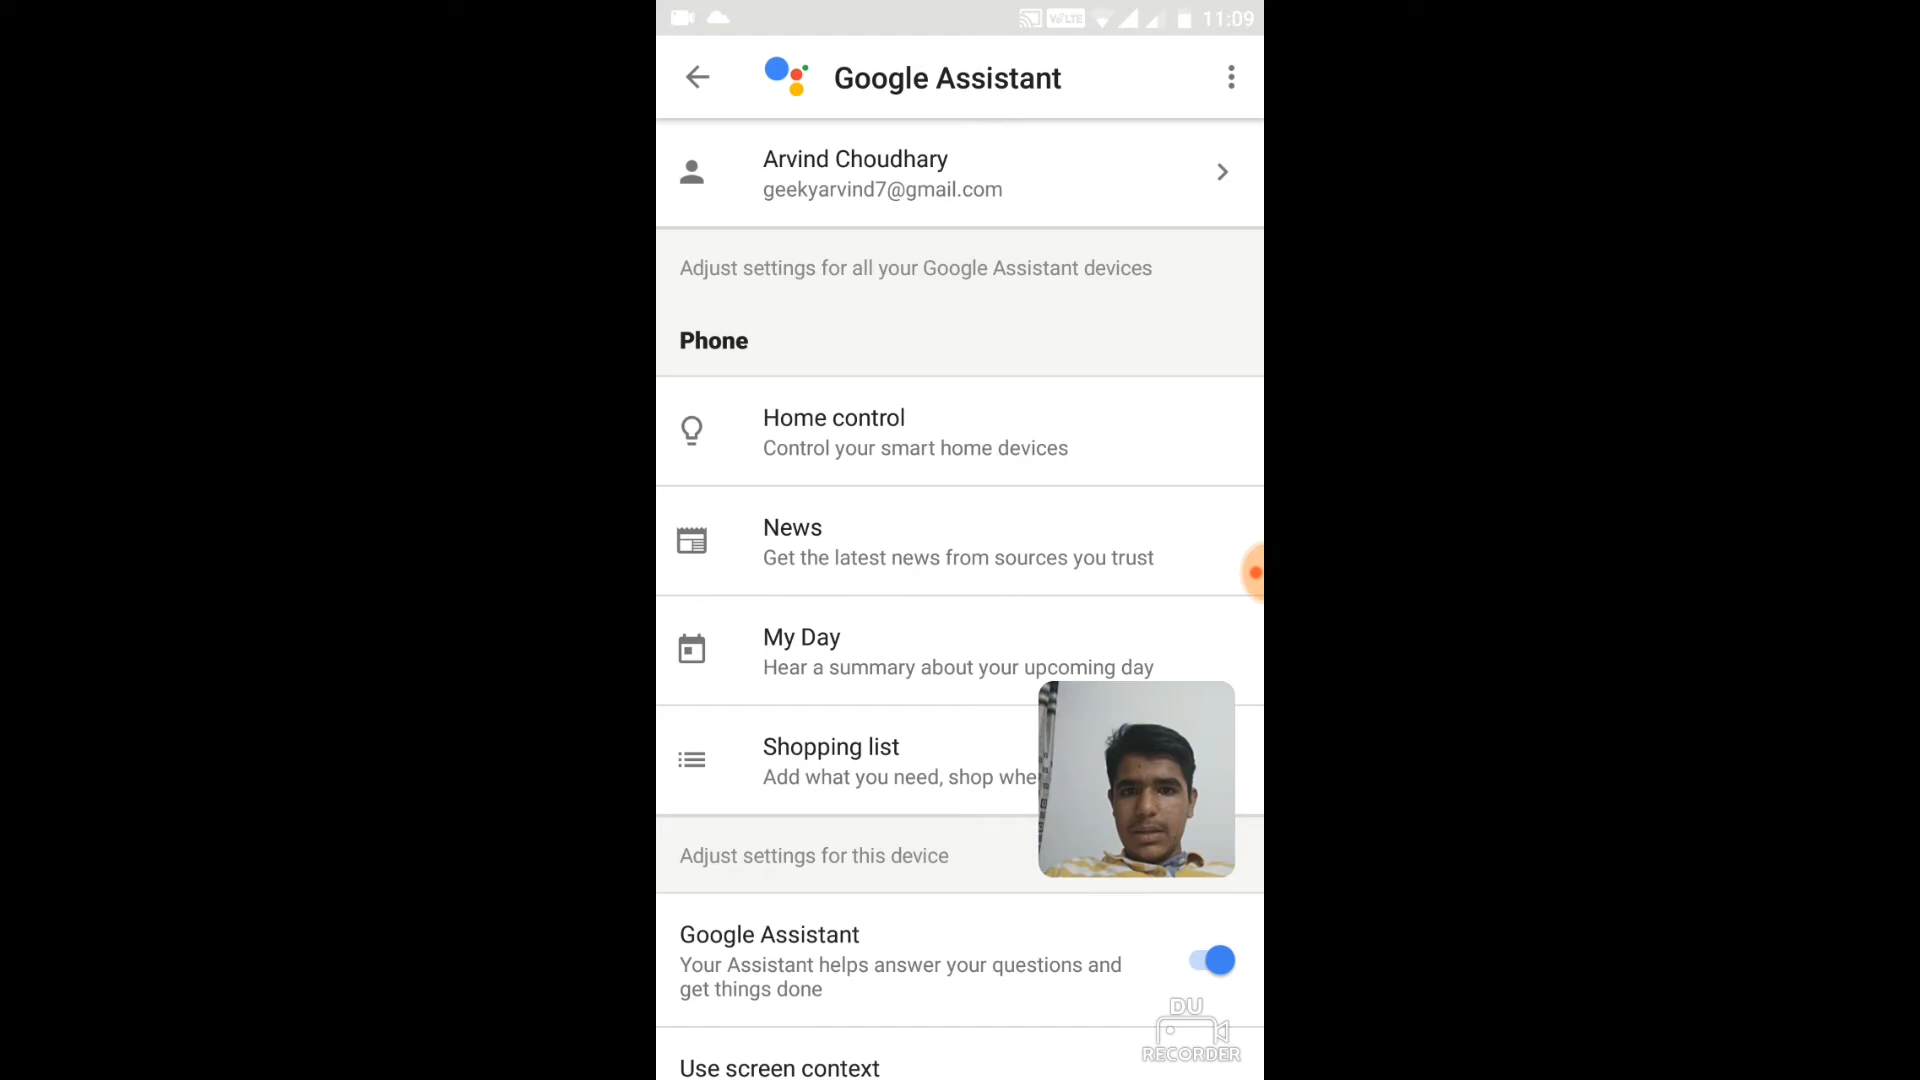 VoLTE 11:09
Google Assistant
Arvind Choudhary
geekyarvind7@gmail.com
Adjust settings for all your Google Assistant devices
Phone
Home control
Control your smart home devices
News
Get the latest news from sources you trust
My Day
Hear a summary about your upcoming day
Shopping list
Add what you need, shop whe
Adjust settings for this device
Google Assistant
Your Assistant helps answer your questions and
get things done
DU
RECORDER
Use screen context